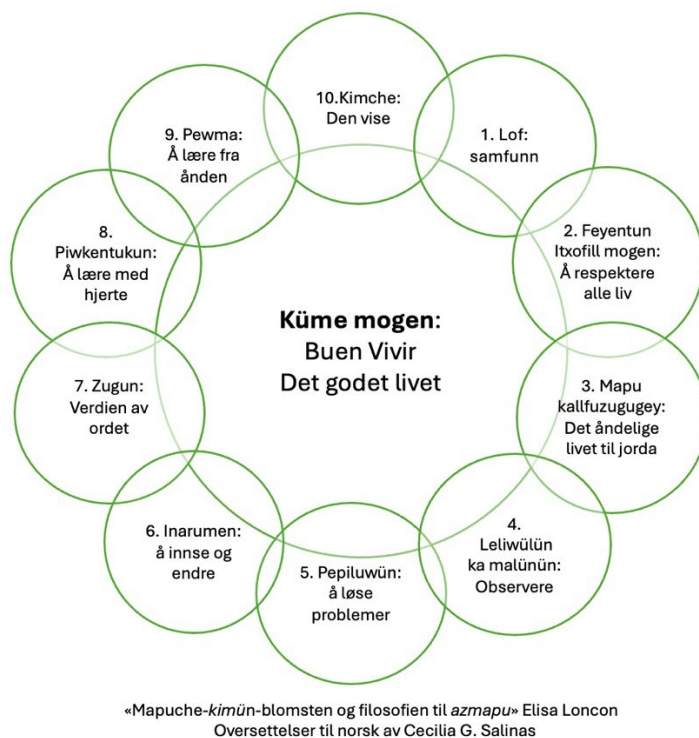 Küme mogen:
Buen Vivir
Det godet livet
1. Lof:
samfunn
2. Feyentun
Itxofill mogen:
Å respektere
alle liv
3. Mapu
kallfuzugugey:
Det åndelige
livet til jorda
4.
Leliwülün
ka malünün:
Observere
5. Pepiluwün:
å løse
problemer
6. Inarumen:
å innse og
endre
7. Zugun:
Verdien av
ordet
8.
Piwkentukun:
Å lære med
hjerte
9. Pewma:
Å lære fra
ånden
10.Kimche:
Den vise
«Mapuche-kimün-blomsten og filosofien til azmapu» Elisa Loncon
Oversettelser til norsk av Cecilia G. Salinas